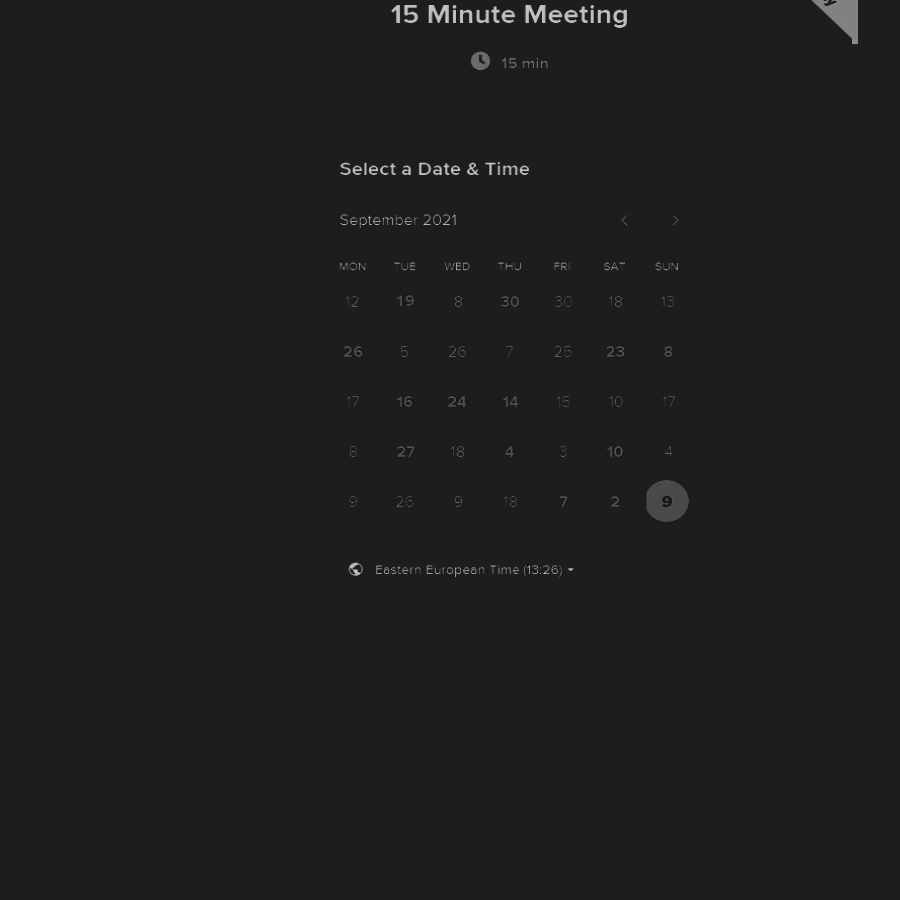 15 Minute Meeting
15 min
Select a Date & Time
September 2021
MON TUE WED THU FRI SAT SUN
12 19 8 30 30 18 13
26 5 26 7 25 23 8
17 16 24 14 15 10 17
8 27 18 4 3 10 4
9 26 9 18 7 2 9
Eastern European Time (13:26)